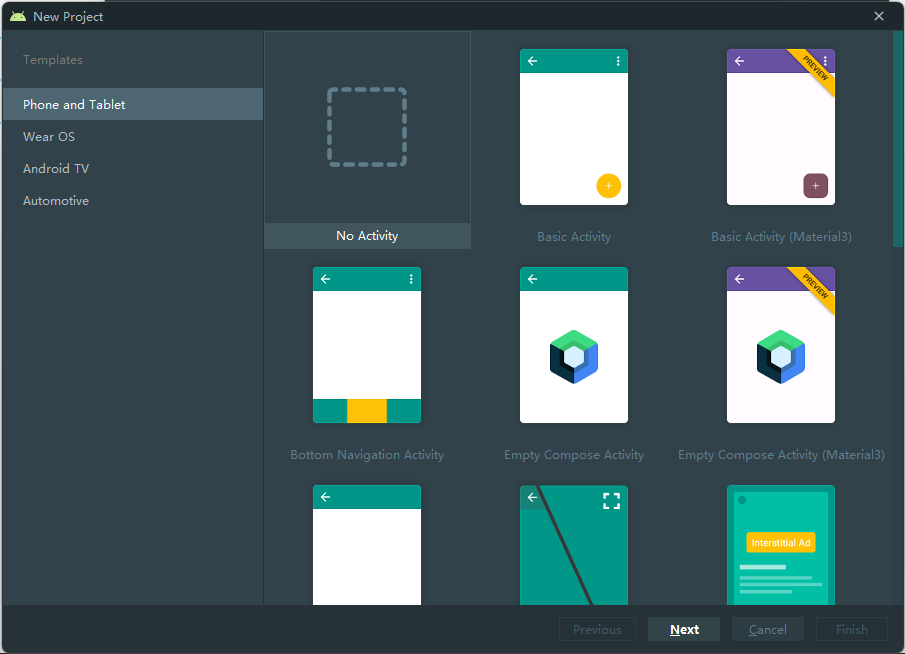 New Project
Templates
Phone and Tablet
Wear OS
Android TV
Automotive
No Activity
Basic Activity
PREVIEW
Basic Activity (Material3)
Bottom Navigation Activity
Empty Compose Activity
PREVIEW
Empty Compose Activity (Material3)
Interstitial Ad
Previous
Next
Cancel
Finish